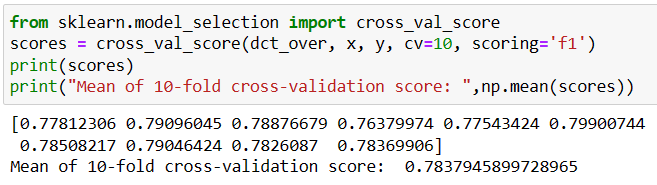 from sklearn.model_selection import cross_val_score
scores = cross_val_score(dct_over, x, y, cv=10, scoring='f1')
print(scores)
print("Mean of 10-fold cross-validation score: ",np.mean(scores))
[0.77812306 0.79096045 0.78876679 0.76379974 0.77543424 0.79900744
 0.78508217 0.79046424 0.7826087  0.78369906]
Mean of 10-fold cross-validation score:  0.7837945899728965